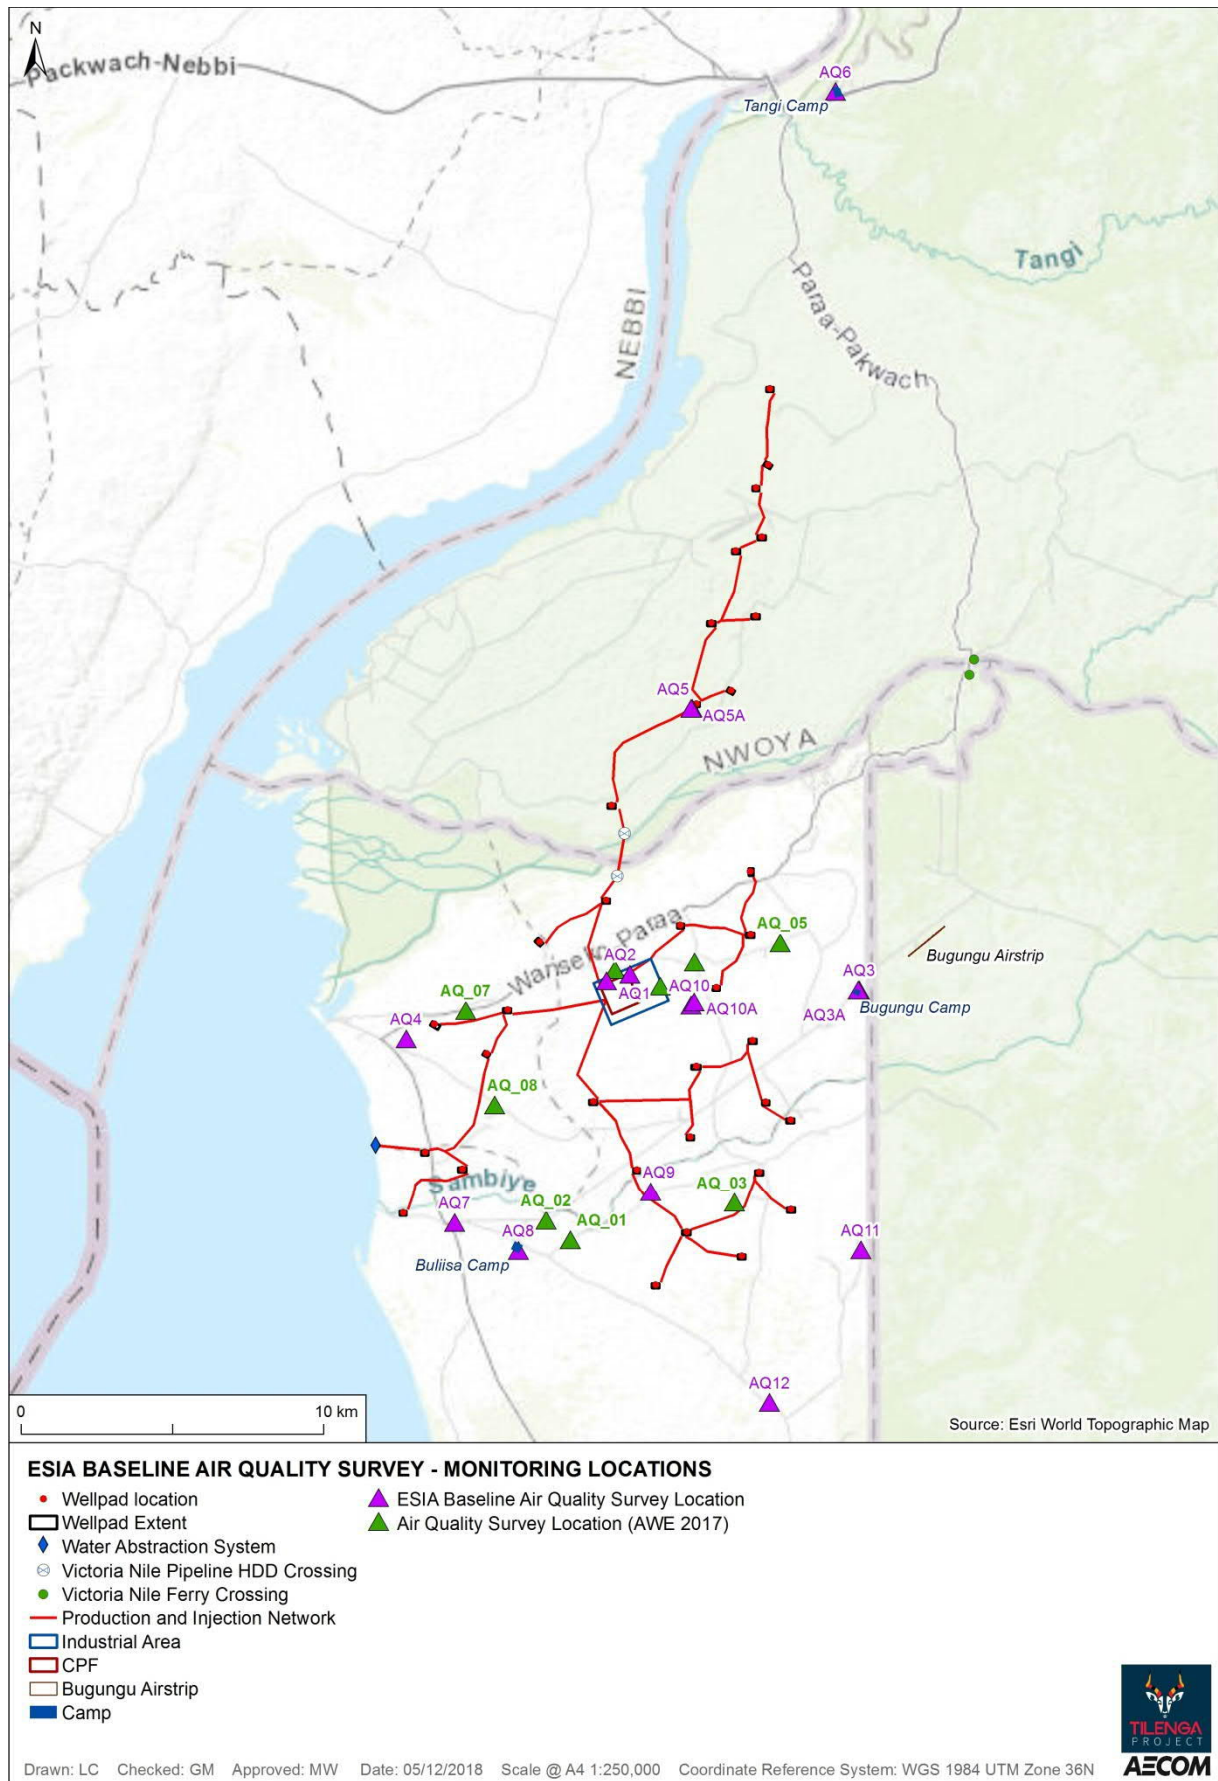 N
Packwach-Nebbi
AQ6
Tangi Camp
Tangi
Paraa-Pakwach
NEBBI
AQ5
AQ5A
NWOYA
Wanseko-Paraa
AQ_05
AQ2
Bugungu Airstrip
AQ3
AQ_07
AQ1
AQ10
AQ10A
AQ3A
Bugungu Camp
AQ4
AQ_08
Sambiye
AQ9
AQ_03
AQ7
AQ_02
AQ_01
AQ8
AQ11
Buliisa Camp
AQ12
0 10 km
Source: Esri World Topographic Map
ESIA BASELINE AIR QUALITY SURVEY - MONITORING LOCATIONS
Wellpad location
ESIA Baseline Air Quality Survey Location
Wellpad Extent
Air Quality Survey Location (AWE 2017)
Water Abstraction System
Victoria Nile Pipeline HDD Crossing
Victoria Nile Ferry Crossing
Production and Injection Network
Industrial Area
CPF
Bugungu Airstrip
Camp
TILENGA
PROJECT
AECOM
Drawn: LC Checked: GM Approved: MW Date: 05/12/2018 Scale @ A4 1:250,000 Coordinate Reference System: WGS 1984 UTM Zone 36N